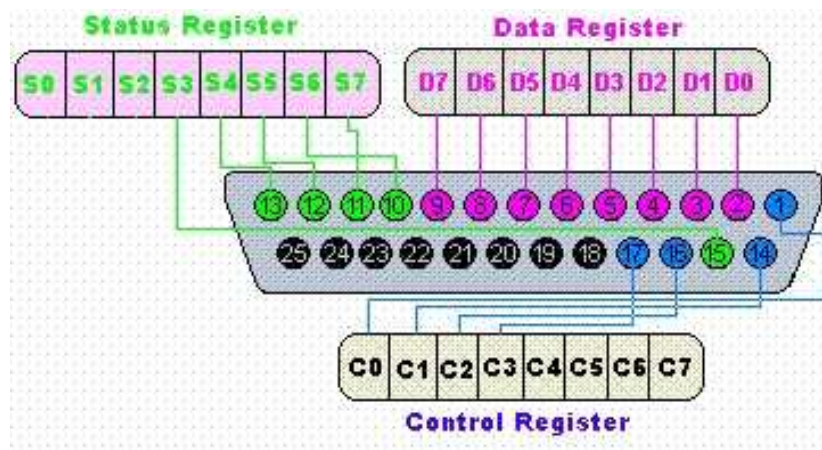 Status Register Data Register
S0 S1 S2 S3 S4 S5 S6 S7 D7 D6 D5 D4 D3 D2 D1 D0
13 12 11 10 9 8 7 6 5 4 3 2 1
25 24 23 22 21 20 19 18 17 16 15 14
C0 C1 C2 C3 C4 C5 C6 C7
Control Register